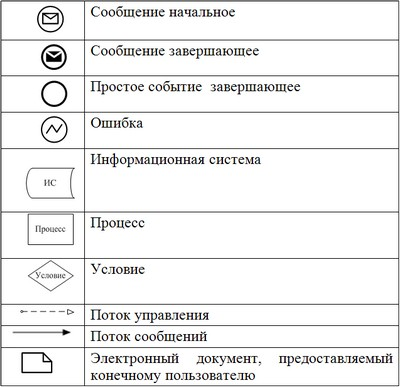 Сообщение начальное
Сообщение завершающее
Простое событие завершающее
Ошибка
Информационная система
ИС
Процесс
Процесс
Условие
Условие
Поток управления
Поток сообщений
Электронный документ, предоставляемый
конечному пользователю